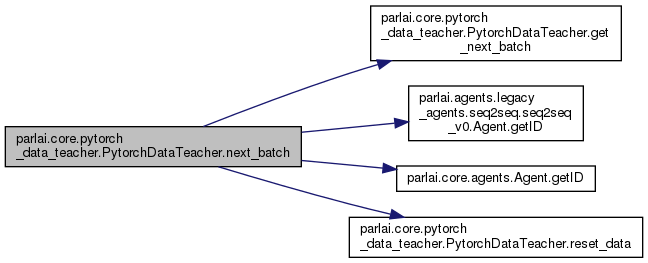 parlai.core.pytorch
_data_teacher.PytorchDataTeacher.next_batch
parlai.core.pytorch
_data_teacher.PytorchDataTeacher.get
_next_batch
parlai.agents.legacy
_agents.seq2seq.seq2seq
_v0.Agent.getID
parlai.core.agents.Agent.getID
parlai.core.pytorch
_data_teacher.PytorchDataTeacher.reset_data